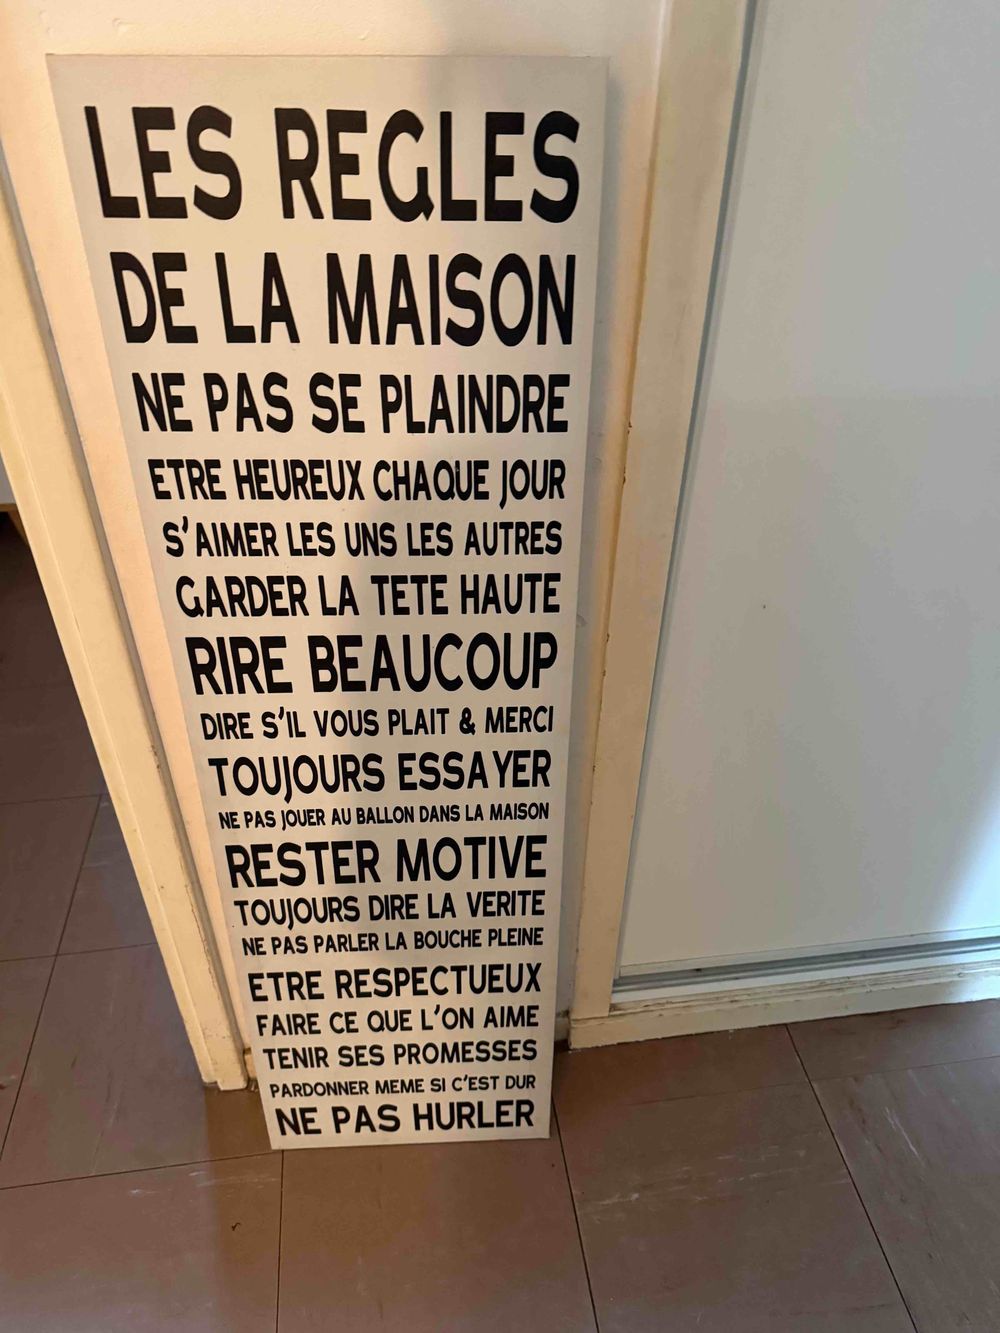 LES REGLES
DE LA MAISON
NE PAS SE PLAINDRE
ETRE HEUREUX CHAQUE JOUR
S'AIMER LES UNS LES AUTRES
GARDER LA TETE HAUTE
RIRE BEAUCOUP
DIRE S'IL VOUS PLAIT & MERCI
TOUJOURS ESSAYER
NE PAS JOUER AU BALLON DANS LA MAISON
RESTER MOTIVE
TOUJOURS DIRE LA VERITE
NE PAS PARLER LA BOUCHE PLEINE
ETRE RESPECTUEUX
FAIRE CE QUE L'ON AIME
TENIR SES PROMESSES
PARDONNER MEME SI C'EST DUR
NE PAS HURLER